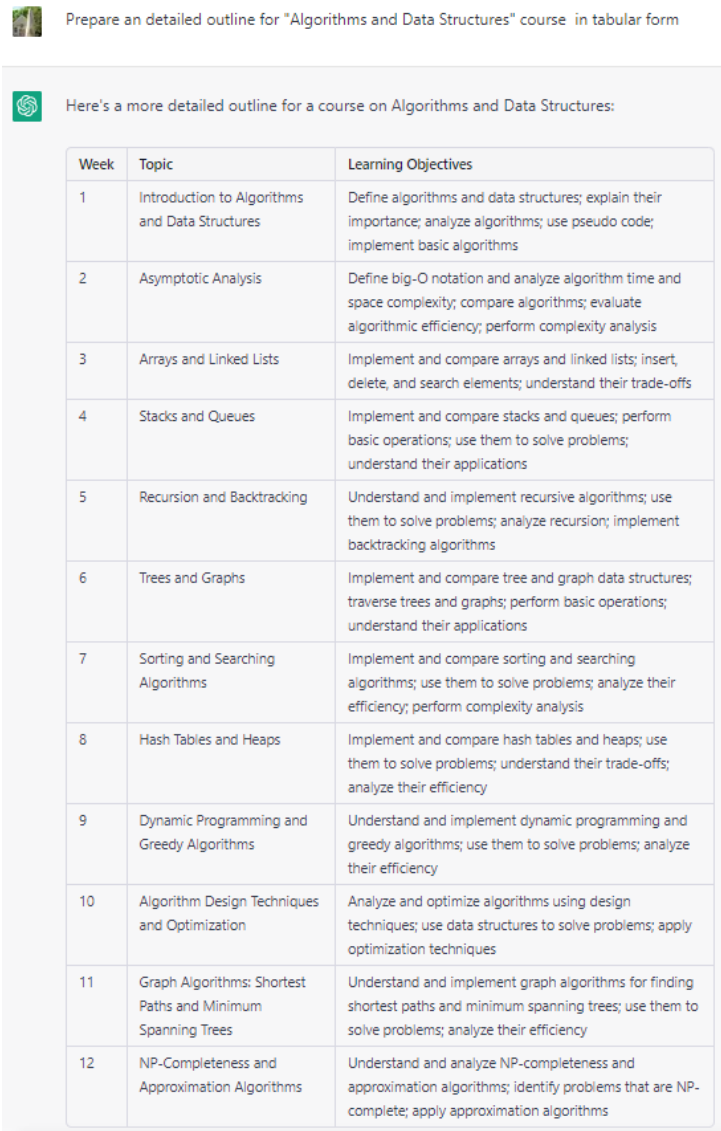 Prepare an detailed outline for "Algorithms and Data Structures" course in tabular form
Here's a more detailed outline for a course on Algorithms and Data Structures:
Week Topic Learning Objectives
1 Introduction to Algorithms Define algorithms and data structures; explain their
and Data Structures importance; analyze algorithms; use pseudo code;
implement basic algorithms
2 Asymptotic Analysis Define big-O notation and analyze algorithm time and
space complexity; compare algorithms; evaluate
algorithmic efficiency; perform complexity analysis
3 Arrays and Linked Lists Implement and compare arrays and linked lists; insert,
delete, and search elements; understand their trade-offs
4 Stacks and Queues Implement and compare stacks and queues; perform
basic operations; use them to solve problems;
understand their applications
5 Recursion and Backtracking Understand and implement recursive algorithms; use
them to solve problems; analyze recursion; implement
backtracking algorithms
6 Trees and Graphs Implement and compare tree and graph data structures;
traverse trees and graphs; perform basic operations;
understand their applications
7 Sorting and Searching Implement and compare sorting and searching
Algorithms algorithms; use them to solve problems; analyze their
efficiency; perform complexity analysis
8 Hash Tables and Heaps Implement and compare hash tables and heaps; use
them to solve problems; understand their trade-offs;
analyze their efficiency
9 Dynamic Programming and Understand and implement dynamic programming and
Greedy Algorithms greedy algorithms; use them to solve problems; analyze
their efficiency
10 Algorithm Design Techniques Analyze and optimize algorithms using design
and Optimization techniques; use data structures to solve problems; apply
optimization techniques
11 Graph Algorithms: Shortest Understand and implement graph algorithms for finding
Paths and Minimum shortest paths and minimum spanning trees; use them to
Spanning Trees solve problems; analyze their efficiency
12 NP-Completeness and Understand and analyze NP-completeness and
Approximation Algorithms approximation algorithms; identify problems that are NP-
complete; apply approximation algorithms